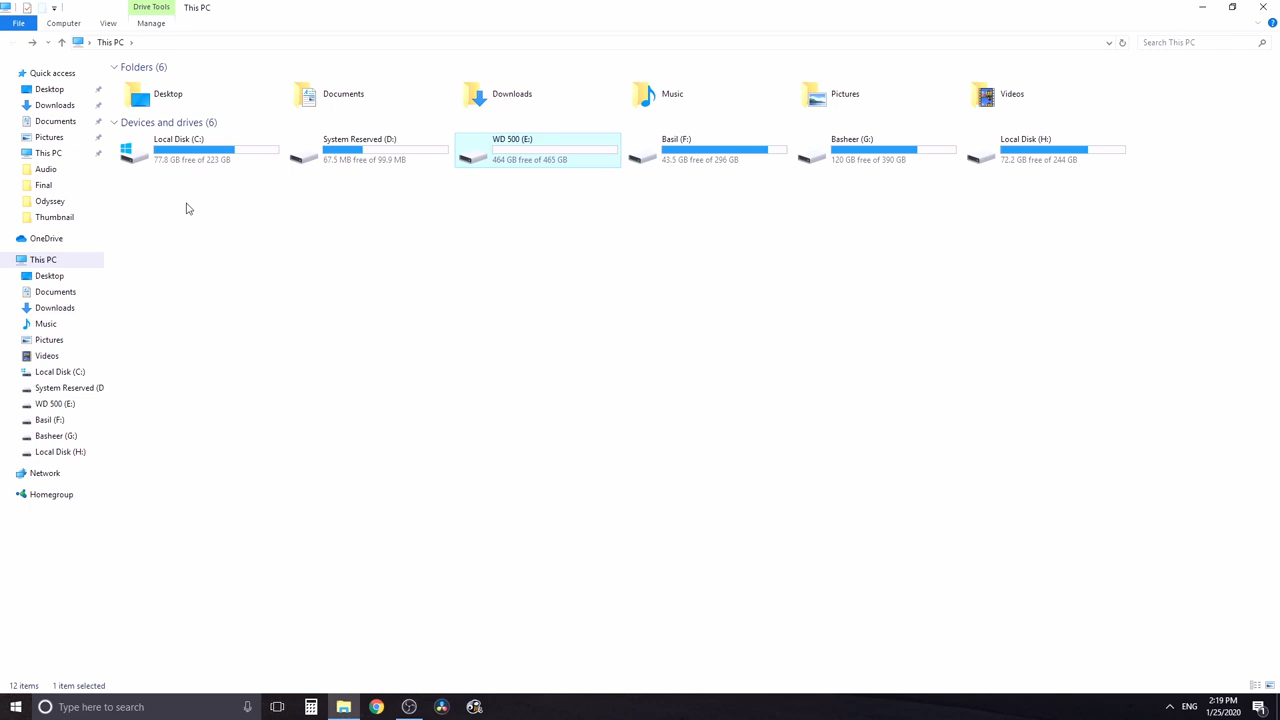 Drive Tools
This PC
File
Computer
View
Manage
This PC
Search This PC
Quick access
Desktop
Downloads
Documents
Pictures
This PC
Audio
Final
Odyssey
Thumbnail
OneDrive
This PC
Desktop
Documents
Downloads
Music
Pictures
Videos
Local Disk (C:)
System Reserved (D
WD 500 (E:)
Basil (F:)
Basheer (G:)
Local Disk (H:)
Network
Homegroup
Folders (6)
Desktop
Documents
Downloads
Music
Pictures
Videos
Devices and drives (6)
Local Disk (C:)
77.8 GB free of 223 GB
System Reserved (D:)
67.5 MB free of 99.9 MB
WD 500 (E:)
464 GB free of 465 GB
Basil (F:)
43.5 GB free of 296 GB
Basheer (G:)
120 GB free of 390 GB
Local Disk (H:)
72.2 GB free of 244 GB
12 items
1 item selected
Type here to search
ENG
2:19 PM
1/25/2020